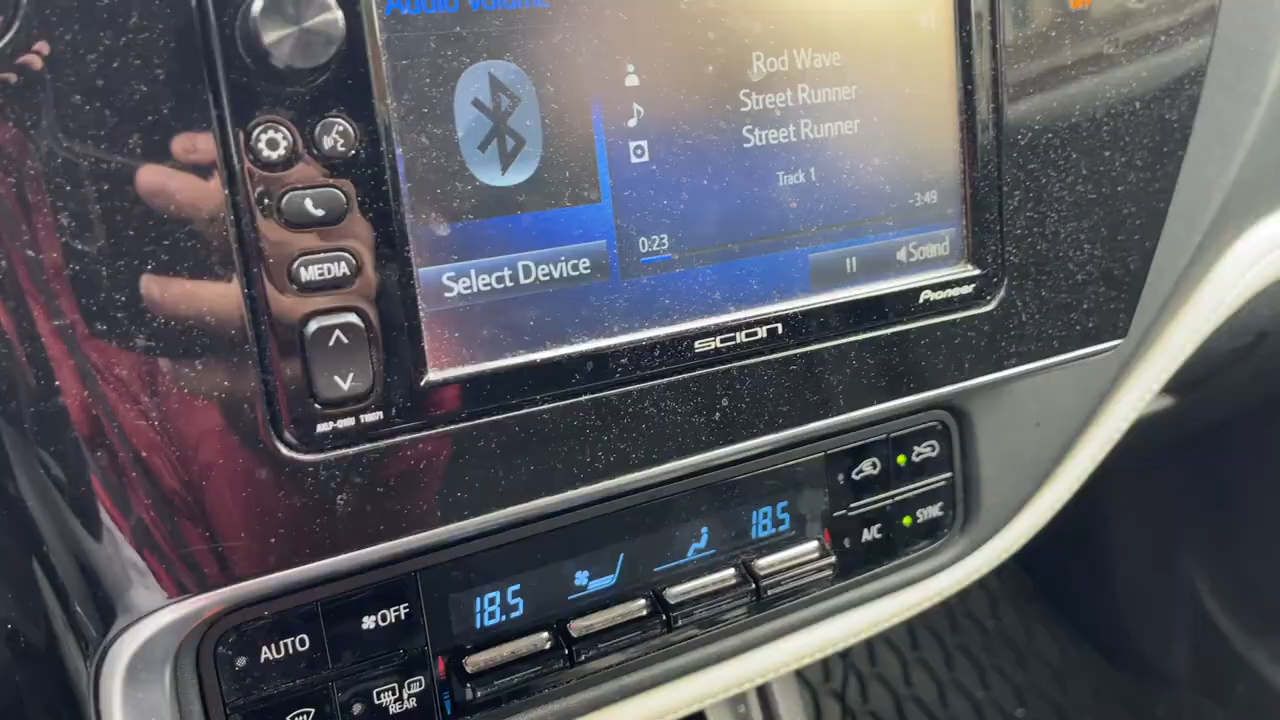 Audio Volume
Rod Wave
Street Runner
Street Runner
Track 1
-3:49
0:23
Select Device
Sound
Pioneer
SCION
MEDIA
18.5
18.5
A/C
SYNC
AUTO
OFF
REAR